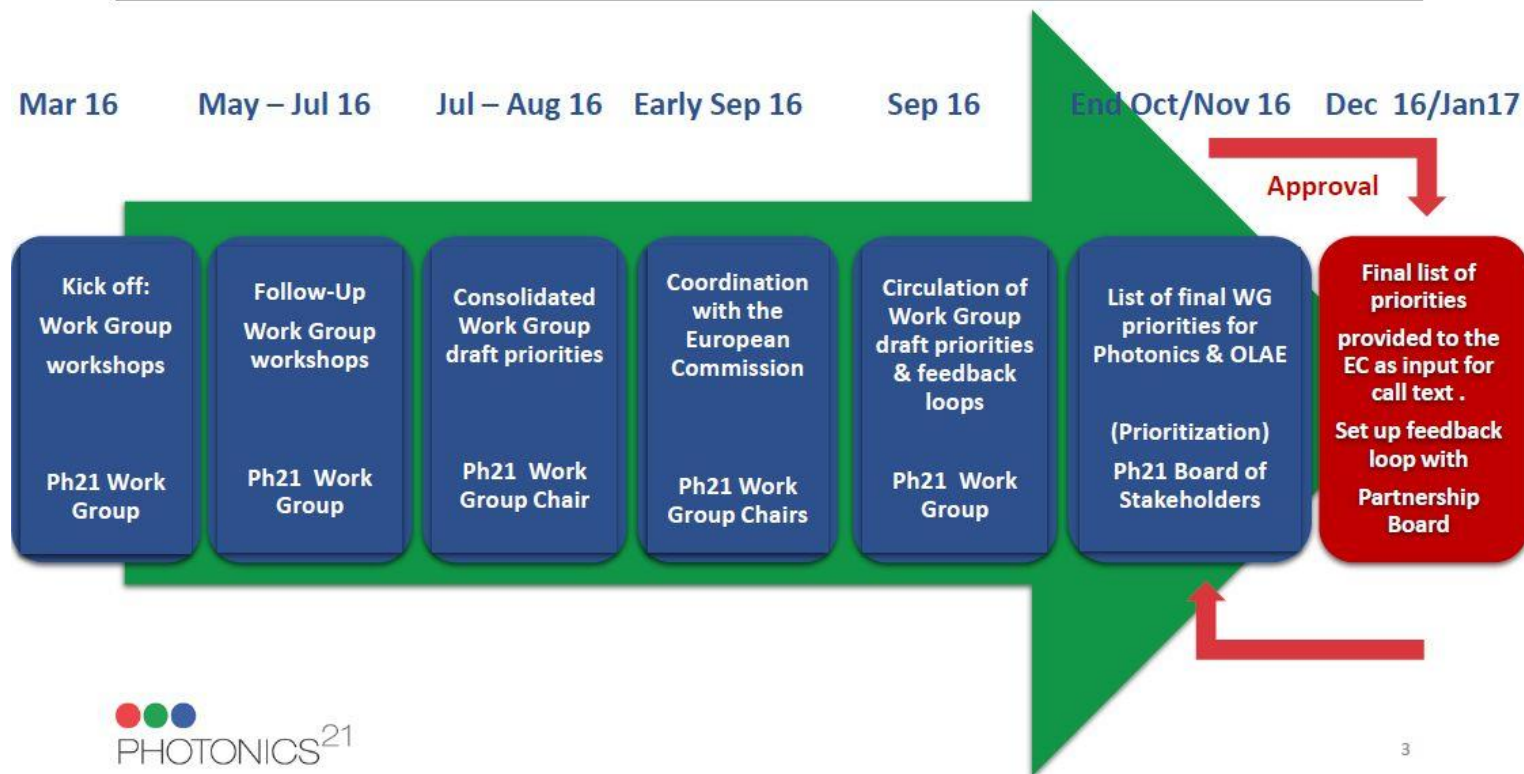 Mar 16
May – Jul 16
Jul – Aug 16
Early Sep 16
Sep 16
End Oct/Nov 16
Dec 16/Jan17
Approval
Kick off:
Work Group
workshops
Ph21 Work
Group
Follow-Up
Work Group
workshops
Ph21 Work
Group
Consolidated
Work Group
draft priorities
Ph21 Work
Group Chair
Coordination
with the
European
Commission
Ph21 Work
Group Chairs
Circulation of
Work Group
draft priorities
& feedback
loops
Ph21 Work
Group
List of final WG
priorities for
Photonics & OLAE
(Prioritization)
Ph21 Board of
Stakeholders
Final list of
priorities
provided to the
EC as input for
call text .
Set up feedback
loop with
Partnership
Board
PHOTONICS21
3